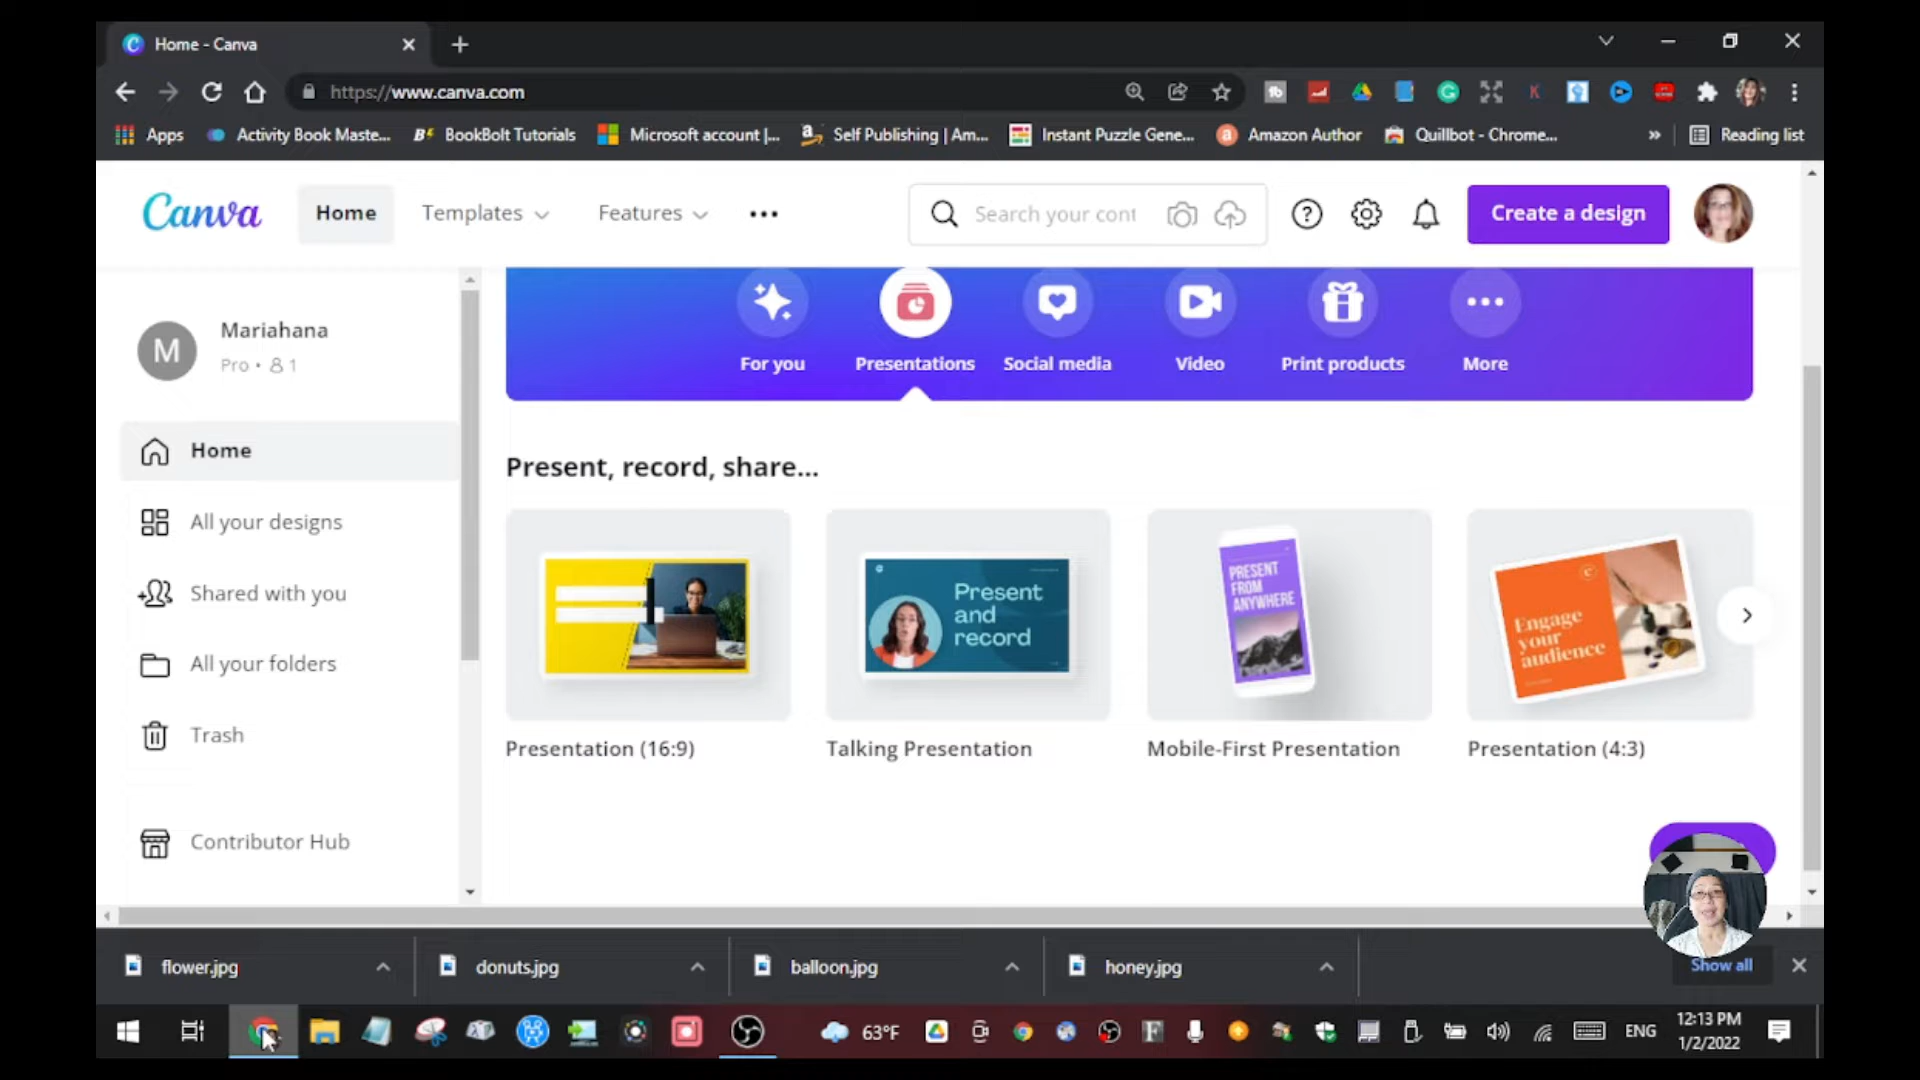 Home - Canva
https://www.canva.com
Apps
Activity Book Maste...
BookBolt Tutorials
Microsoft account |...
Self Publishing | Am...
Instant Puzzle Gene...
Amazon Author
Quillbot - Chrome...
»
Reading list
Canva
Home
Templates
Features
Search your cont
Create a design
M
Mariahana
Pro • 1
For you
Presentations
Social media
Video
Print products
More
Home
All your designs
Shared with you
All your folders
Trash
Contributor Hub
Present, record, share...
Present
and
record
PRESENT
FROM
ANYWHERE
Engage
your
audience
Presentation (16:9)
Talking Presentation
Mobile-First Presentation
Presentation (4:3)
flower.jpg
donuts.jpg
balloon.jpg
honey.jpg
Show all
63°F
ENG
12:13 PM
1/2/2022